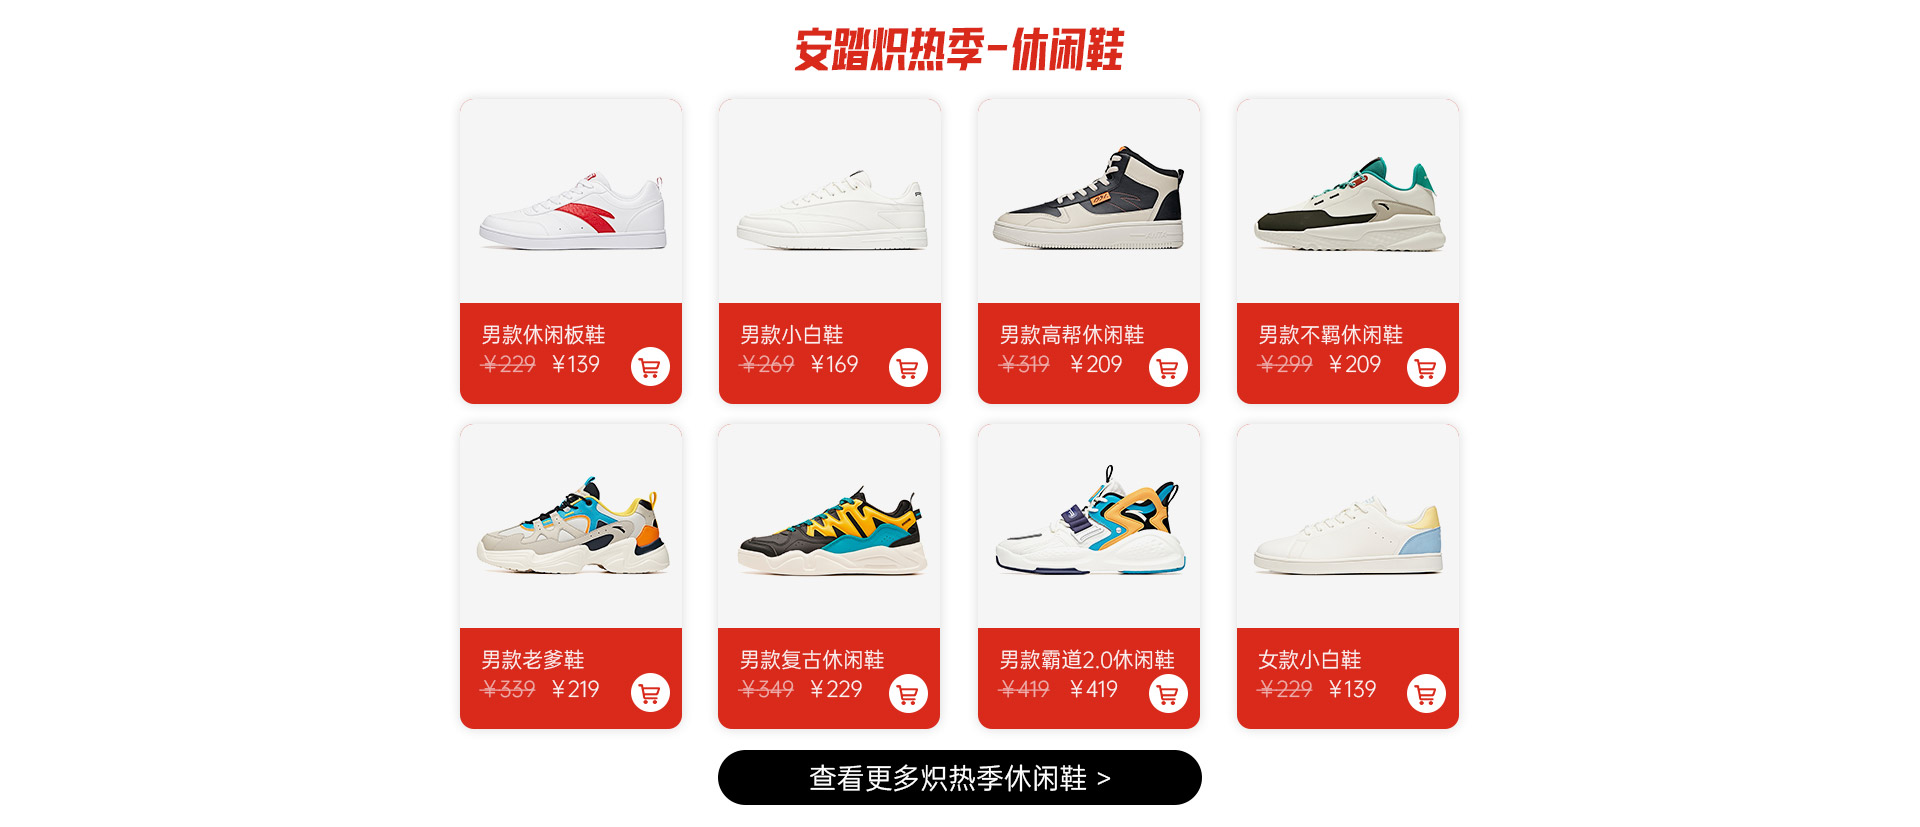 安踏炽热季-休闲鞋
男款休闲板鞋
¥229 ¥139
男款小白鞋
¥269 ¥169
男款高帮休闲鞋
¥319 ¥209
男款不羁休闲鞋
¥299 ¥209
男款老爹鞋
¥339 ¥219
男款复古休闲鞋
¥349 ¥229
男款霸道2.0休闲鞋
¥419 ¥419
女款小白鞋
¥229 ¥139
查看更多炽热季休闲鞋 >